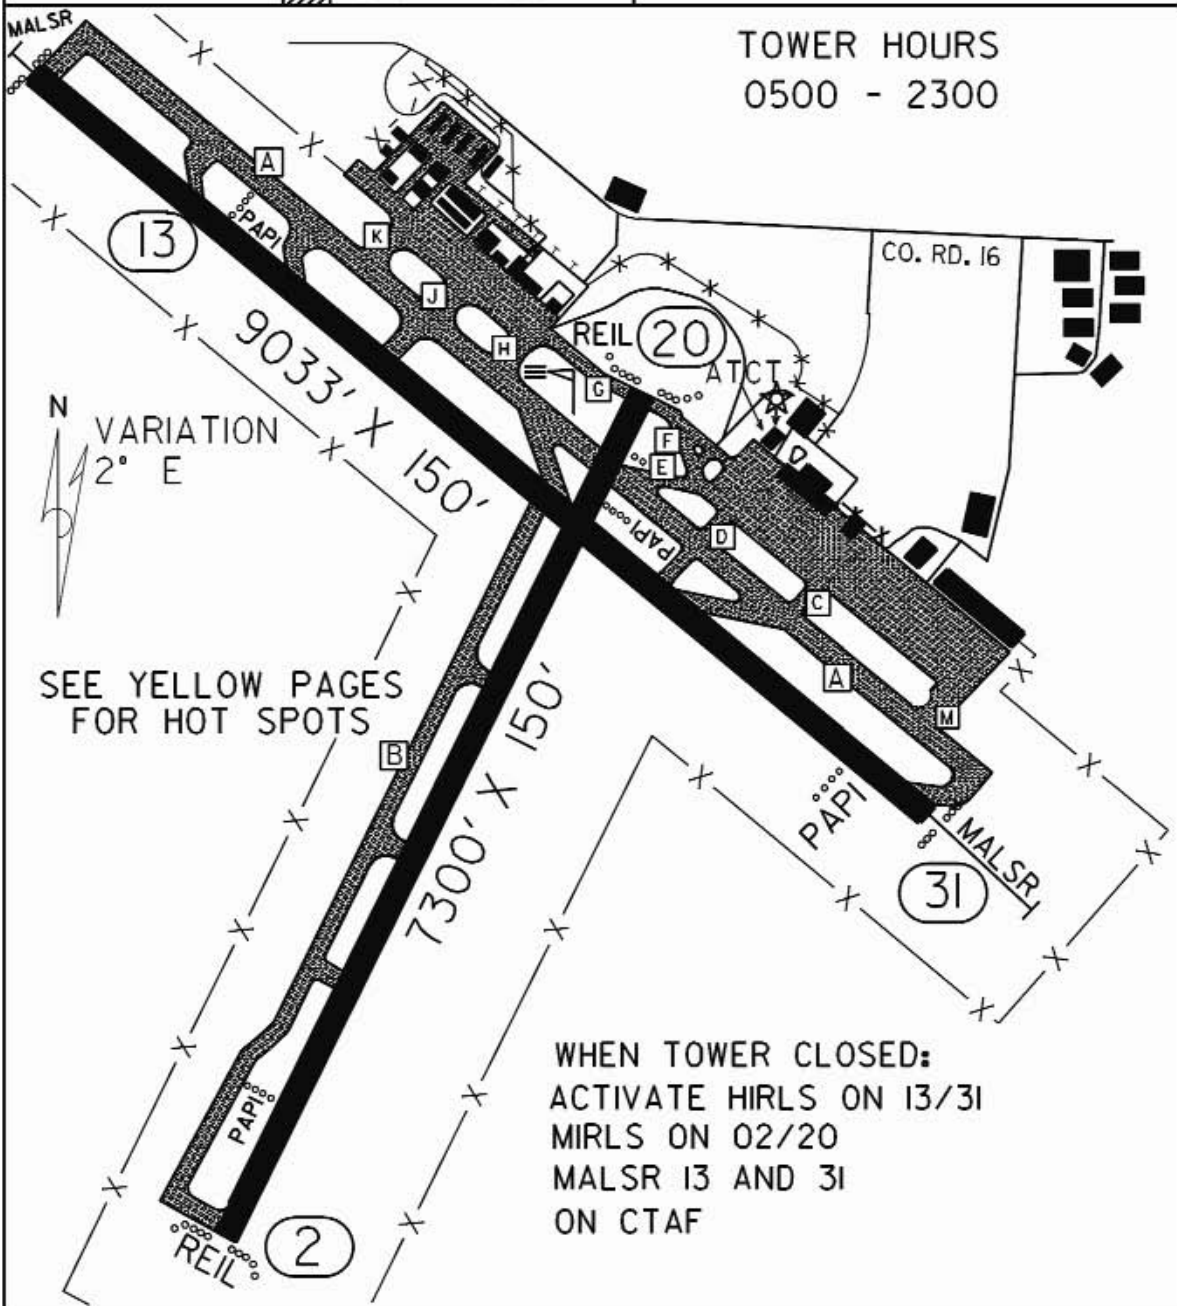 MALSR
TOWER HOURS
0500 - 2300
A
13
PAPI
K
J
H
G
REIL
20
ATCT
CO. RD. 16
9033' X 150'
N
VARIATION
2° E
F
E
PAPI
D
C
A
M
SEE YELLOW PAGES
FOR HOT SPOTS
B
7300' X 150'
PAPI
MALSR
31
WHEN TOWER CLOSED:
ACTIVATE HIRLS ON 13/31
MIRLS ON 02/20
MALSR 13 AND 31
ON CTAF
PAPI
REIL
2